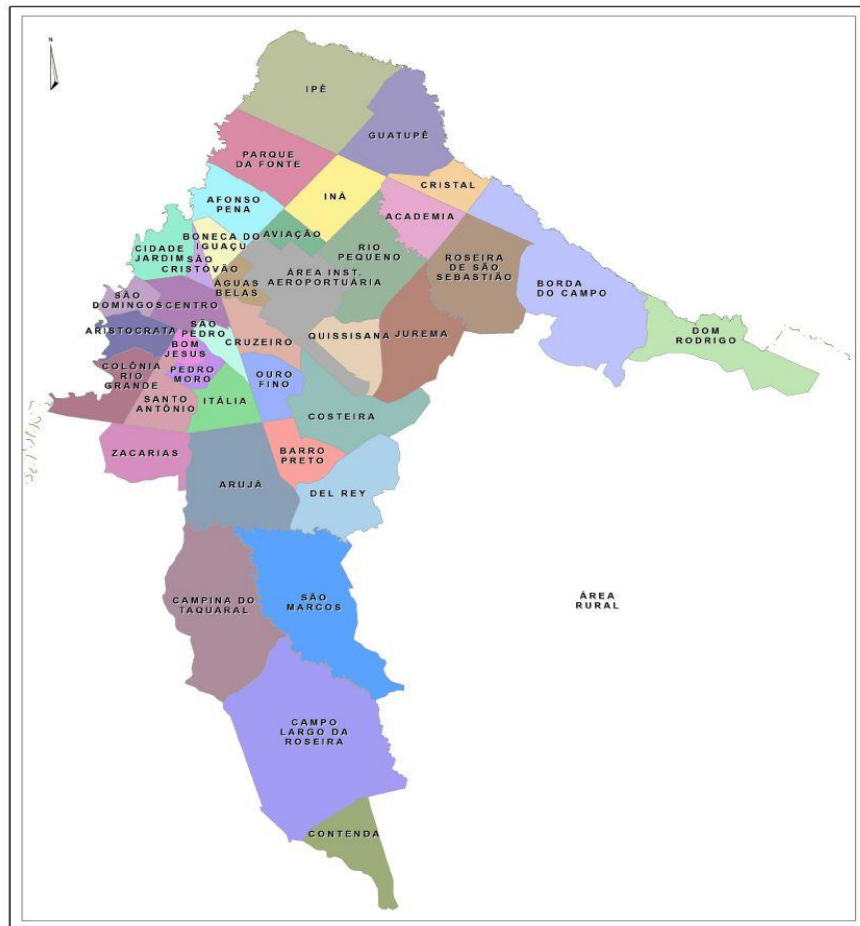 N
IPÊ
GUATUPÊ
PARQUE
DA FONTE
CRISTAL
INÁ
AFONSO
PENA
ACADEMIA
BONECA DO
IGUAÇU
AVIAÇÃO
CIDADE
JARDIM
SÃO
CRISTOVÃO
RIO
PEQUENO
ROSEIRA
DE SÃO
SEBASTIÃO
ÁREA INST.
AEROPORTUÁRIA
ÁGUAS
BELAS
BORDA
DO CAMPO
SÃO
DOMINGOS
CENTRO
ARISTOCRATA
SÃO
PEDRO
CRUZEIRO
QUISSISANA
JUREMA
DOM
RODRIGO
BOM
JESUS
COLÔNIA
RIO
GRANDE
PEDRO
MORO
OURO
FINO
SANTO
ANTÔNIO
ITÁLIA
COSTEIRA
ZACARIAS
BARRO
PRETO
ARUJÁ
DEL REY
CAMPINA DO
TAQUARAL
SÃO
MARCOS
ÁREA
RURAL
CAMPO
LARGO DA
ROSEIRA
CONTENDA